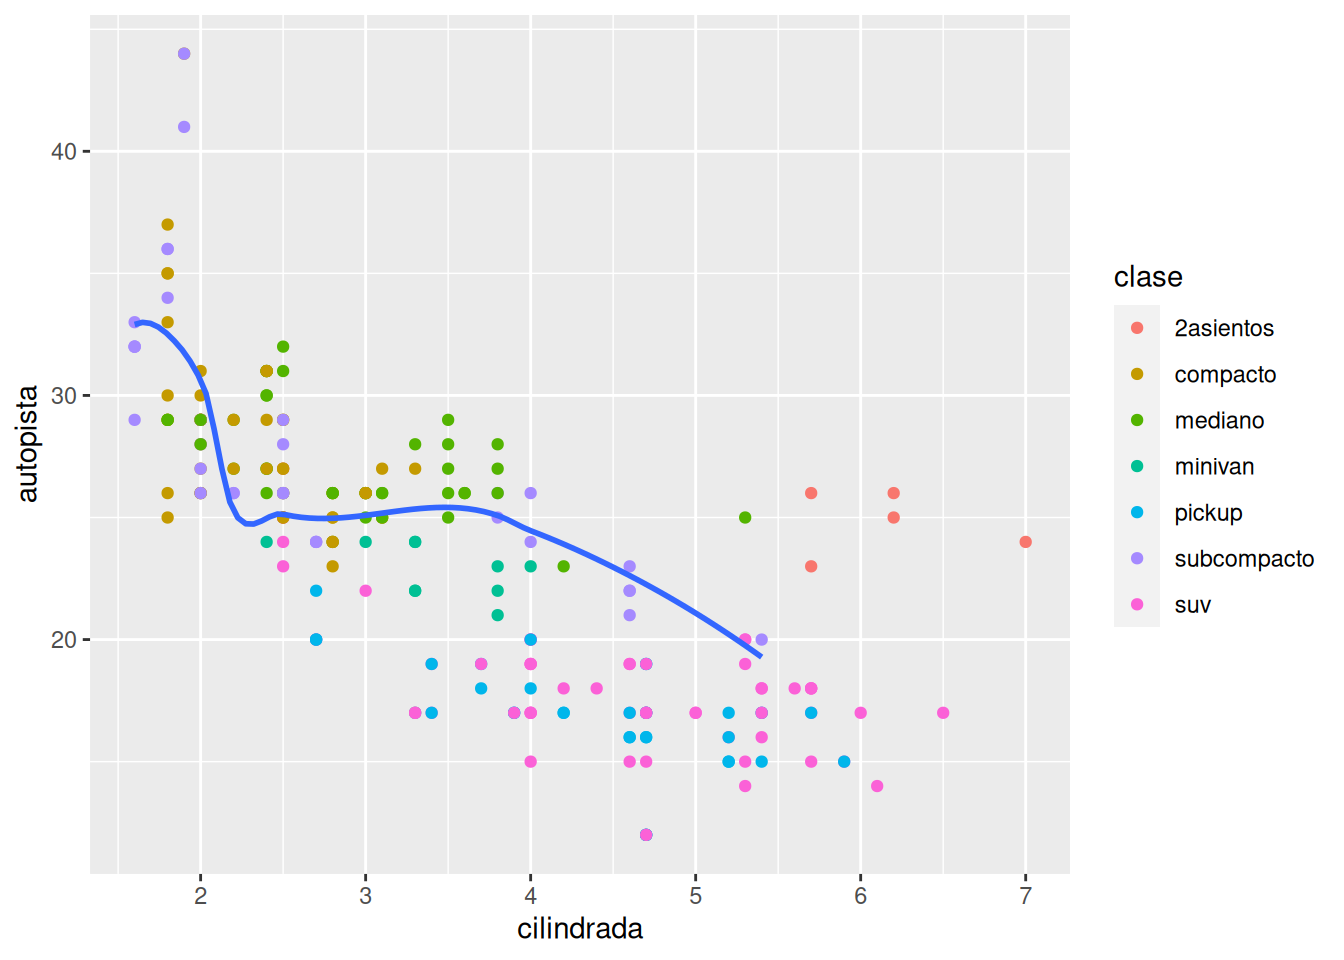 40
30
20
autopista
2 3 4 5 6 7
cilindrada
clase
2asientos
compacto
mediano
minivan
pickup
subcompacto
suv